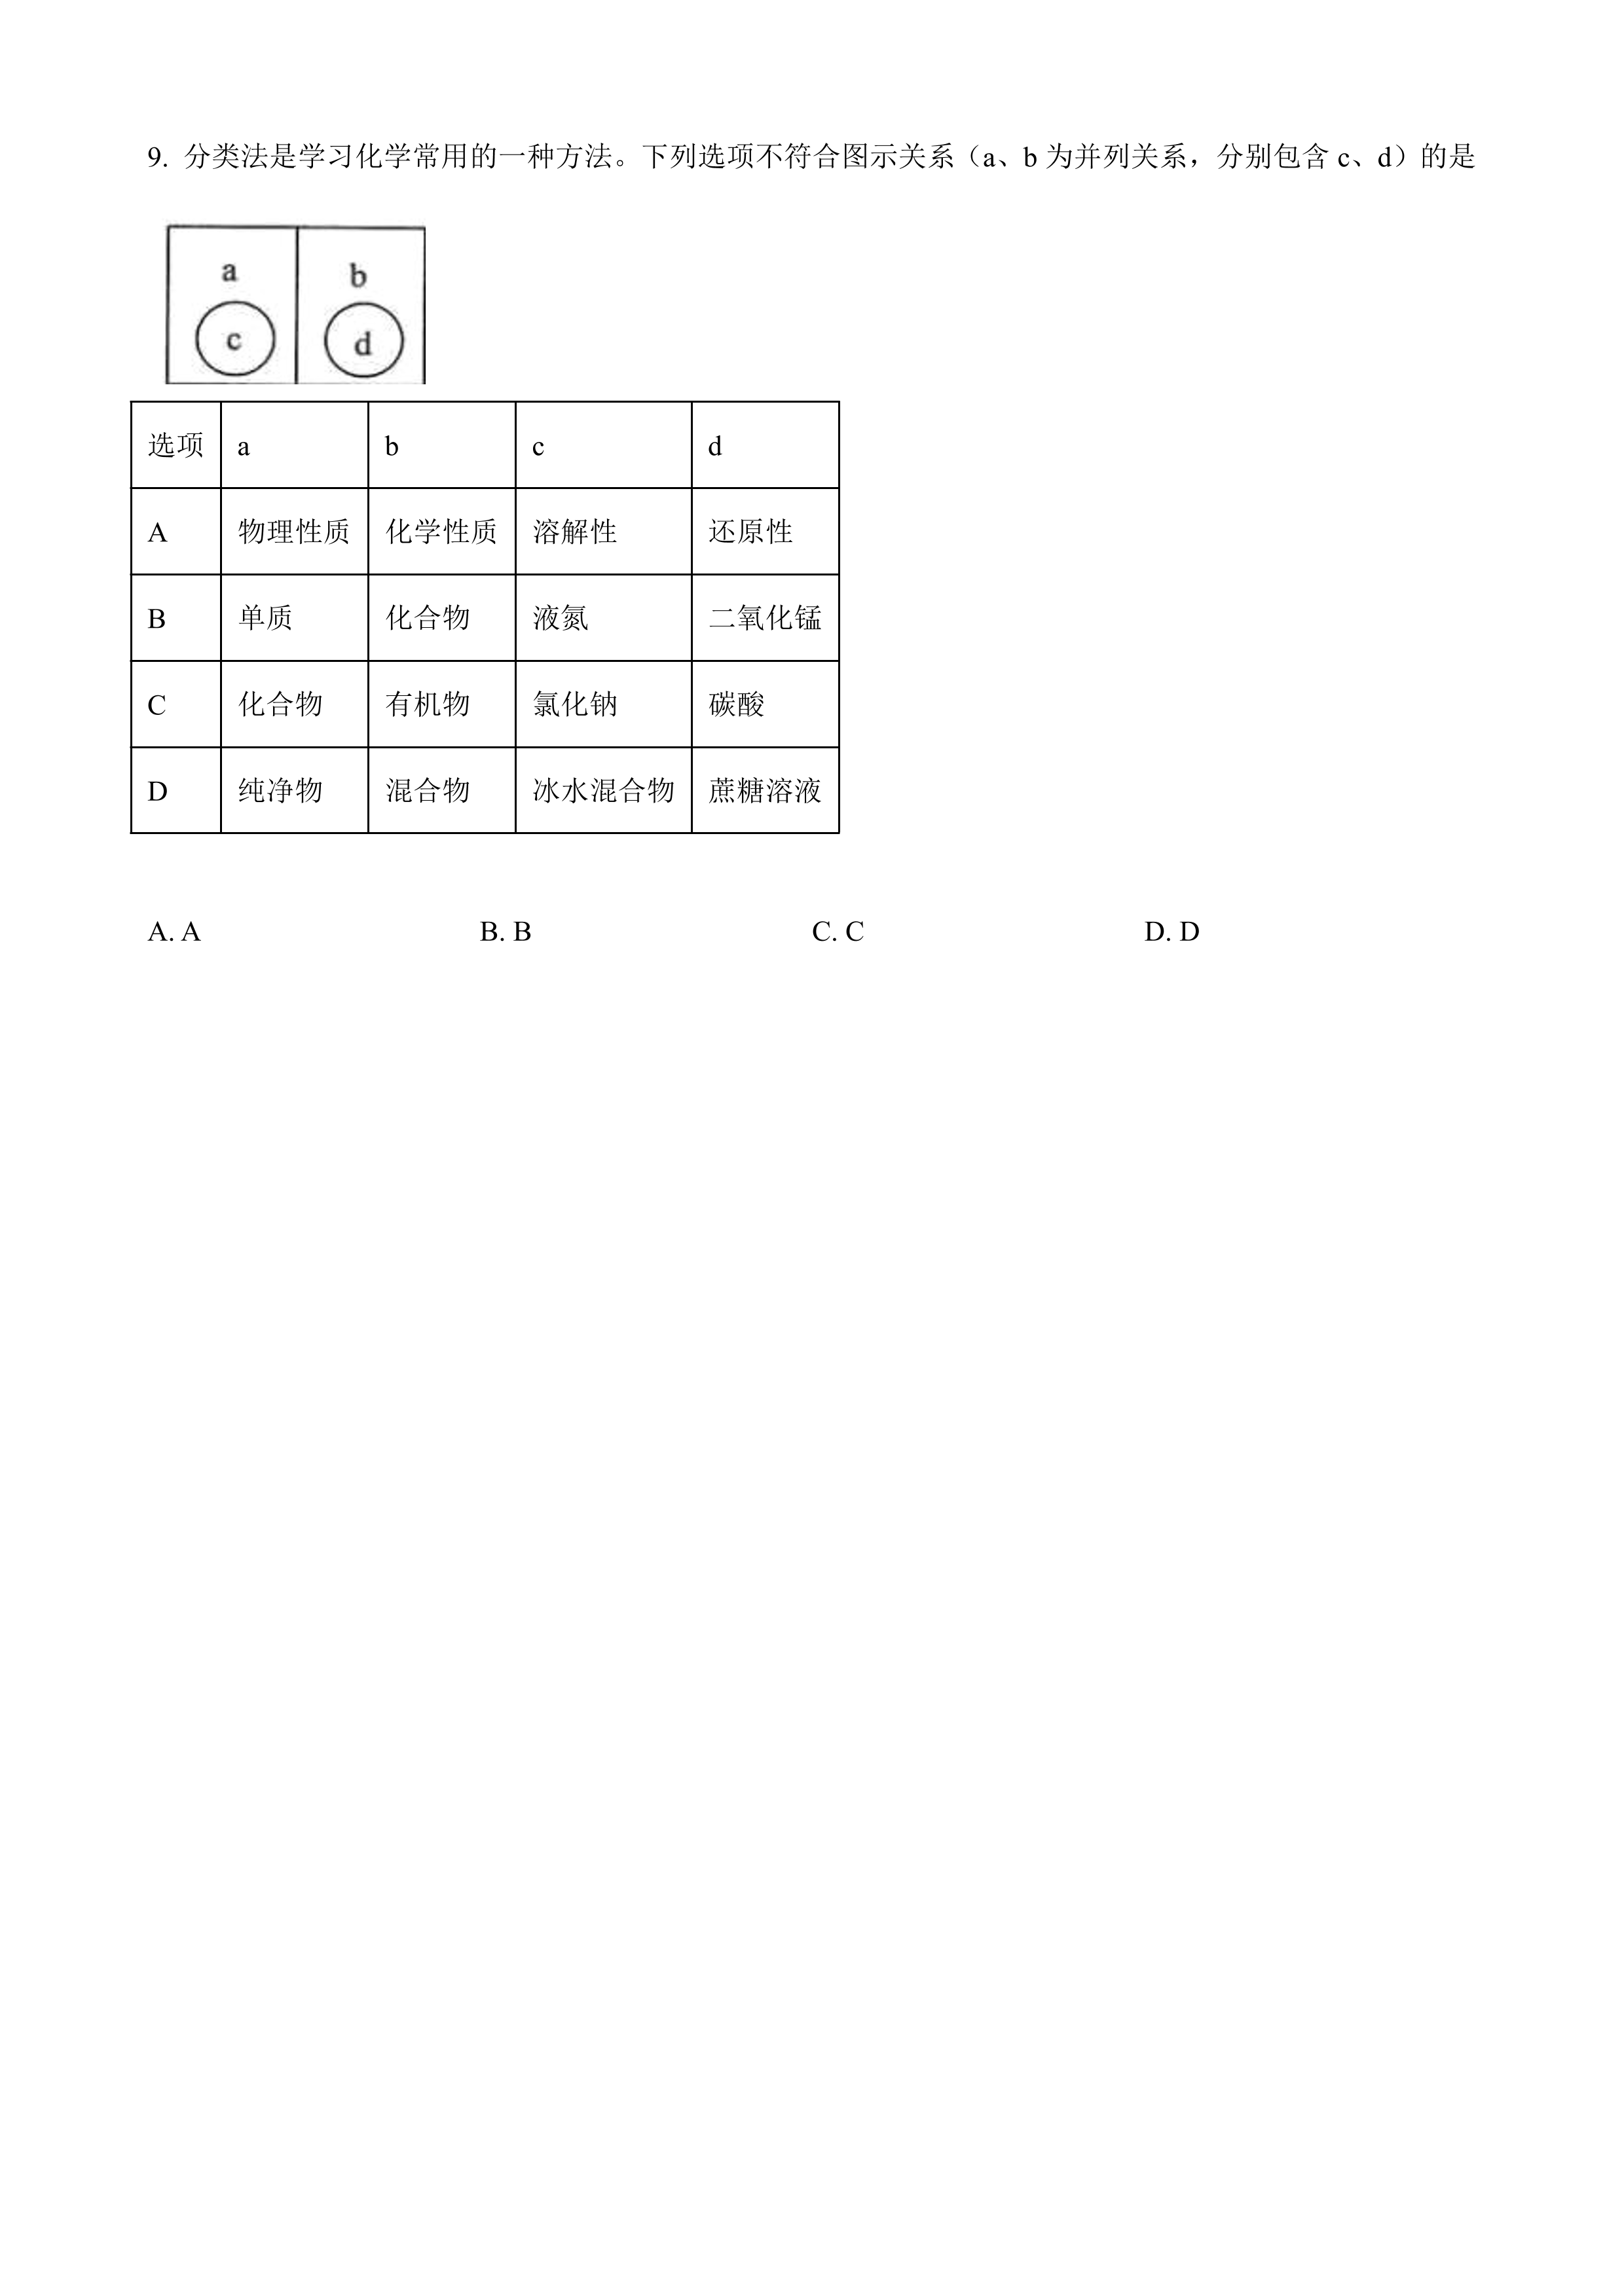 9. 分类法是学习化学常用的一种方法。下列选项不符合图示关系（a、b 为并列关系，分别包含 c、d）的是
a b
c d
选项 a b c d
A 物理性质 化学性质 溶解性 还原性
B 单质 化合物 液氮 二氧化锰
C 化合物 有机物 氯化钠 碳酸
D 纯净物 混合物 冰水混合物 蔗糖溶液
A. A B. B C. C D. D